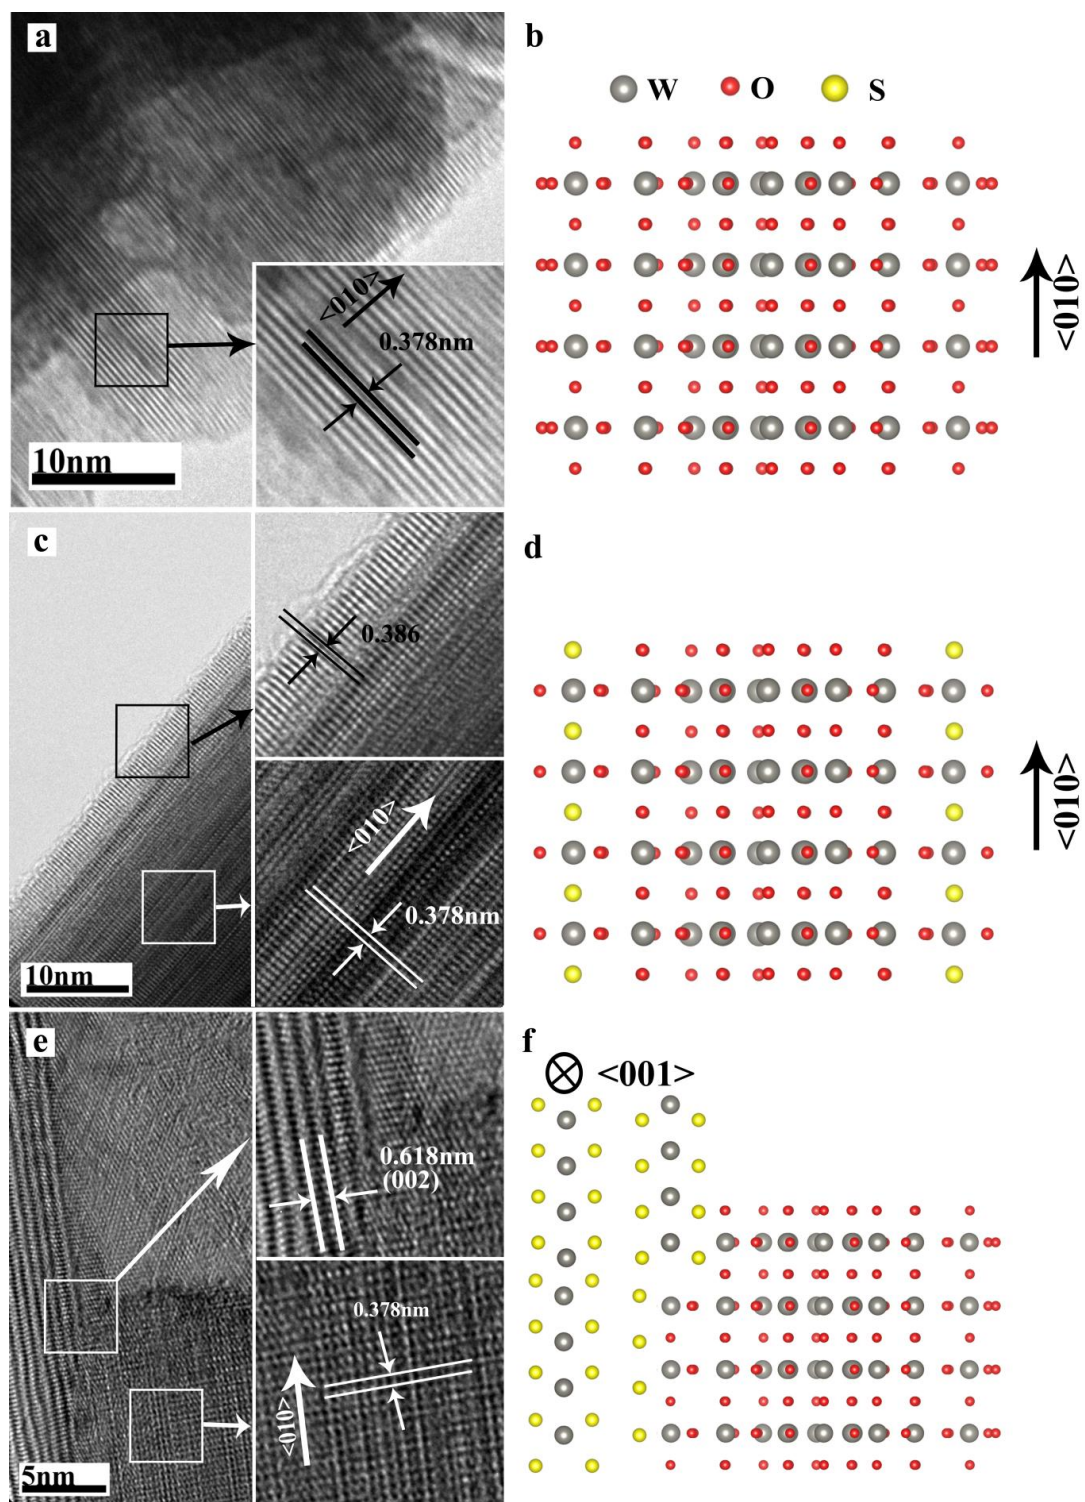 a
<010>
0.378nm
10nm
b
W O S
<010>
c
0.386
<010>
0.378nm
10nm
d
<010>
e
0.618nm
(002)
0.378nm
<010>
5nm
f
<001>